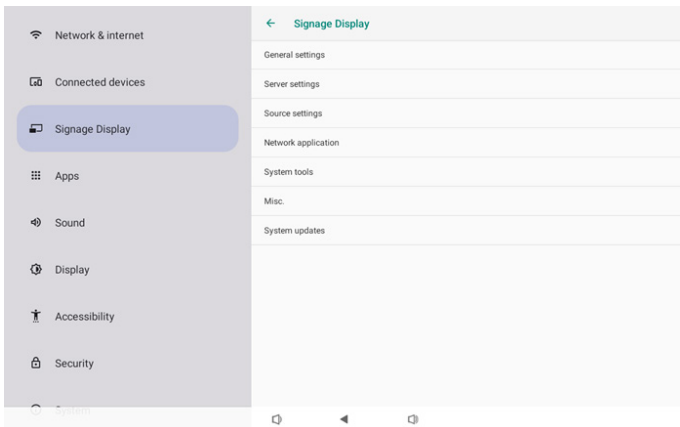 Network & internet
Connected devices
Signage Display
Apps
Sound
Display
Accessibility
Security
System
Signage Display
General settings
Server settings
Source settings
Network application
System tools
Misc.
System updates